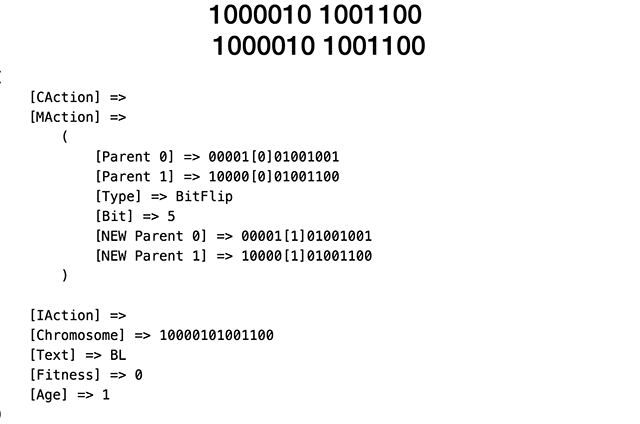 1000010 1001100
1000010 1001100
[CAction] =>
[MAction] =>
(
[Parent 0] => 00001[0]01001001
[Parent 1] => 10000[0]01001100
[Type] => BitFlip
[Bit] => 5
[NEW Parent 0] => 00001[1]01001001
[NEW Parent 1] => 10000[1]01001100
)
[IAction] =>
[Chromosome] => 10000101001100
[Text] => BL
[Fitness] => 0
[Age] => 1